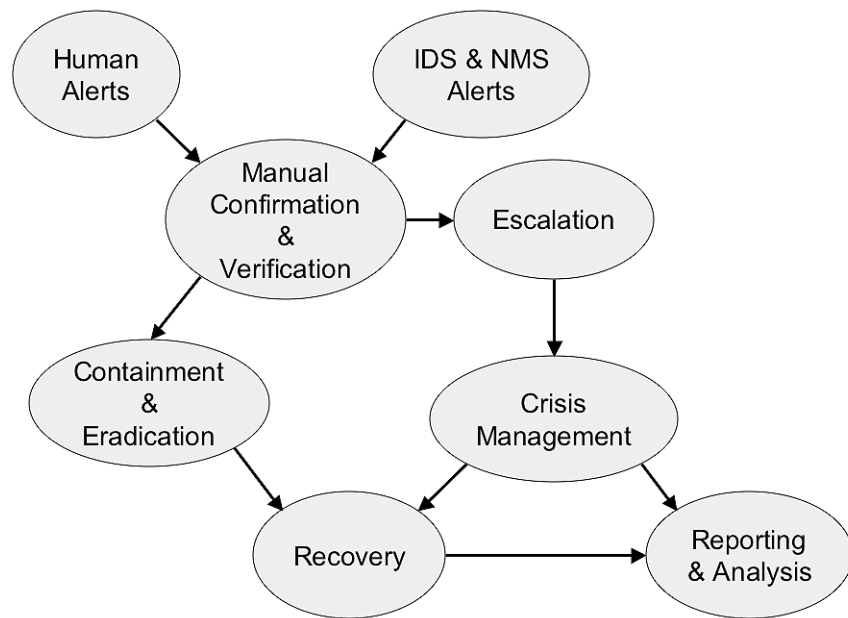 Human
Alerts
IDS & NMS
Alerts
Manual
Confirmation
&
Verification
Escalation
Containment
&
Eradication
Crisis
Management
Recovery
Reporting
& Analysis